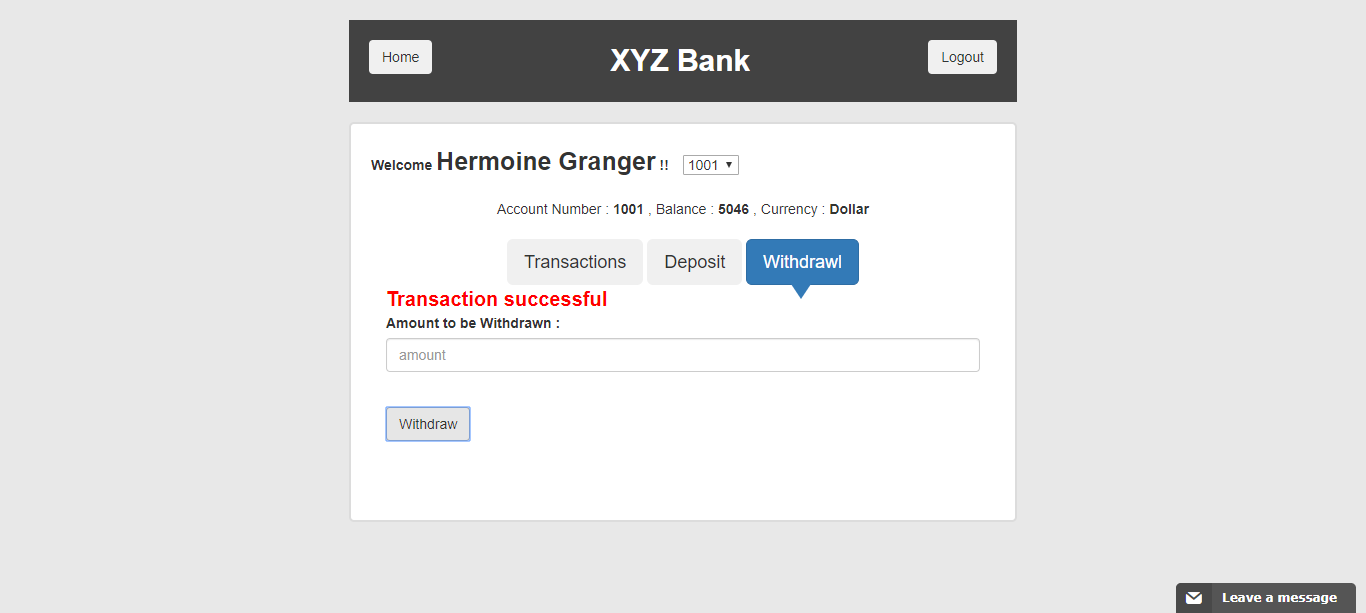 Home XYZ Bank Logout
Welcome Hermoine Granger !! 1001
Account Number : 1001 , Balance : 5046 , Currency : Dollar
Transactions Deposit Withdrawl
Transaction successful
Amount to be Withdrawn :
amount
Withdraw
Leave a message